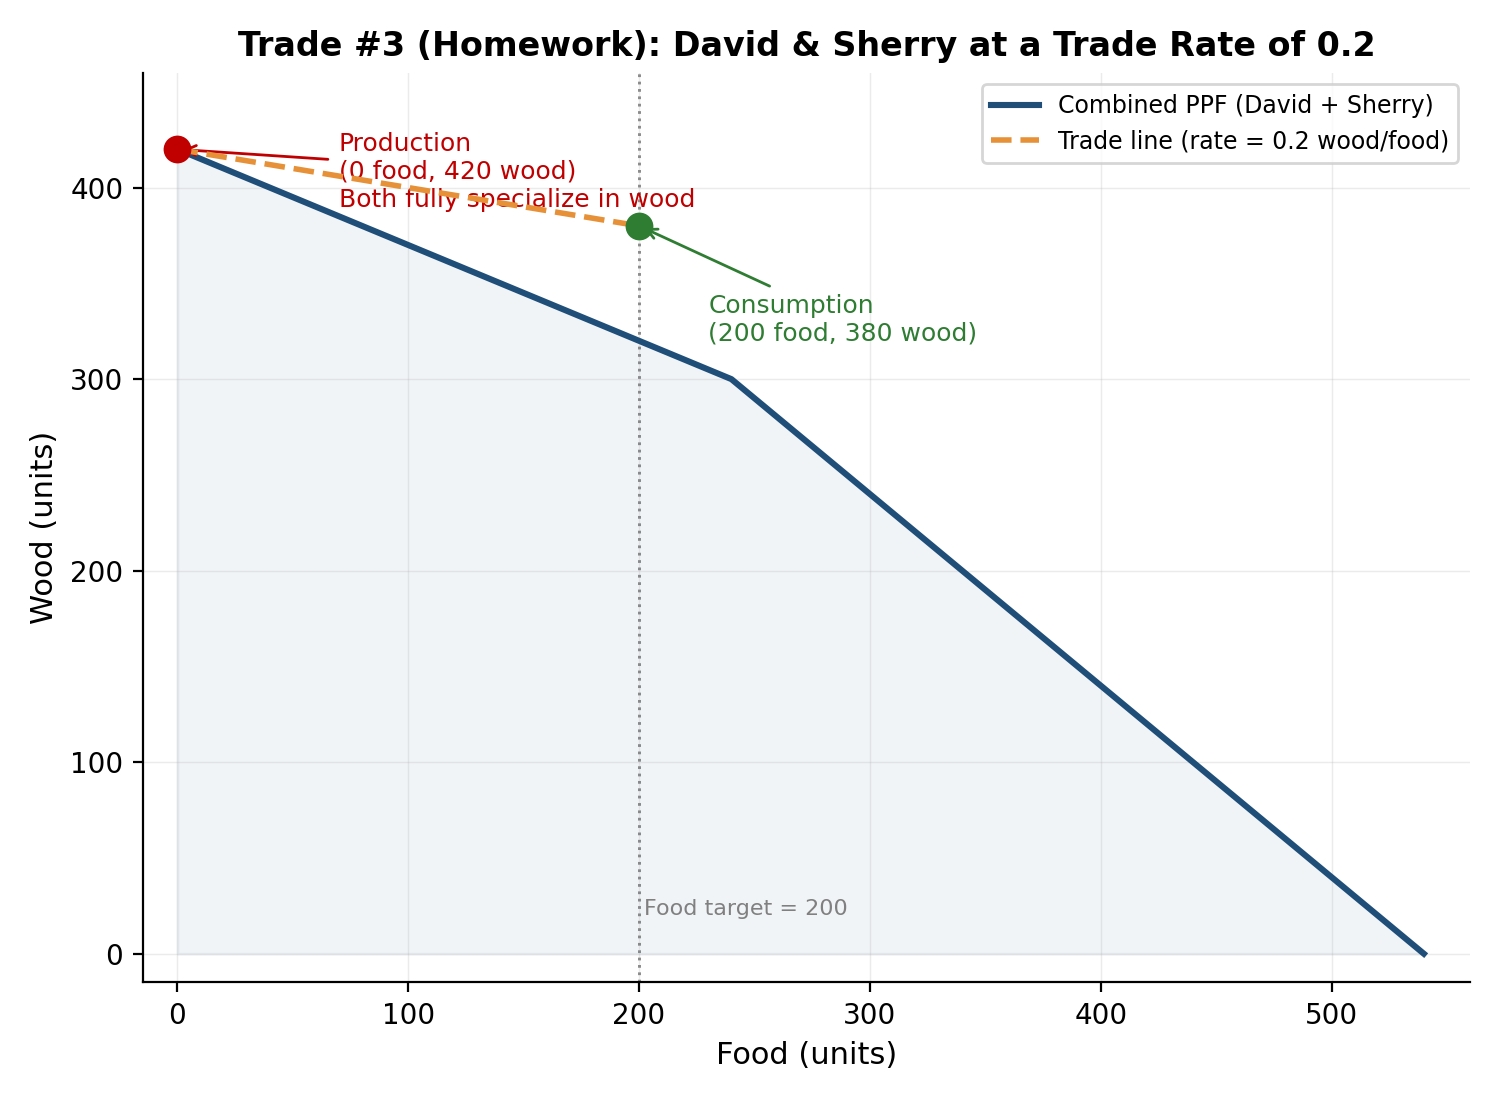 Trade #3 (Homework): David & Sherry at a Trade Rate of 0.2
Combined PPF (David + Sherry)
Trade line (rate = 0.2 wood/food)
Production
(0 food, 420 wood)
Both fully specialize in wood
Consumption
(200 food, 380 wood)
Food target = 200
Wood (units)
400
300
200
100
0
0 100 200 300 400 500
Food (units)